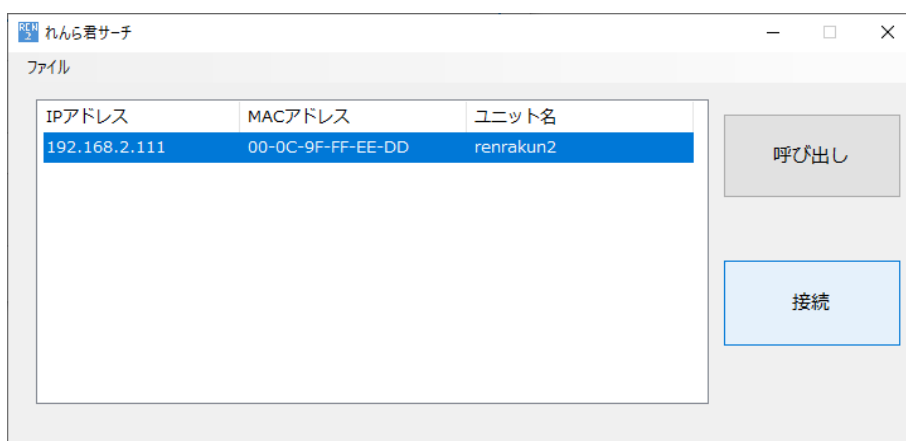 REN2 れんら君サーチ
ファイル
IPアドレス MACアドレス ユニット名
192.168.2.111 00-0C-9F-FF-EE-DD renrakun2
呼び出し
接続